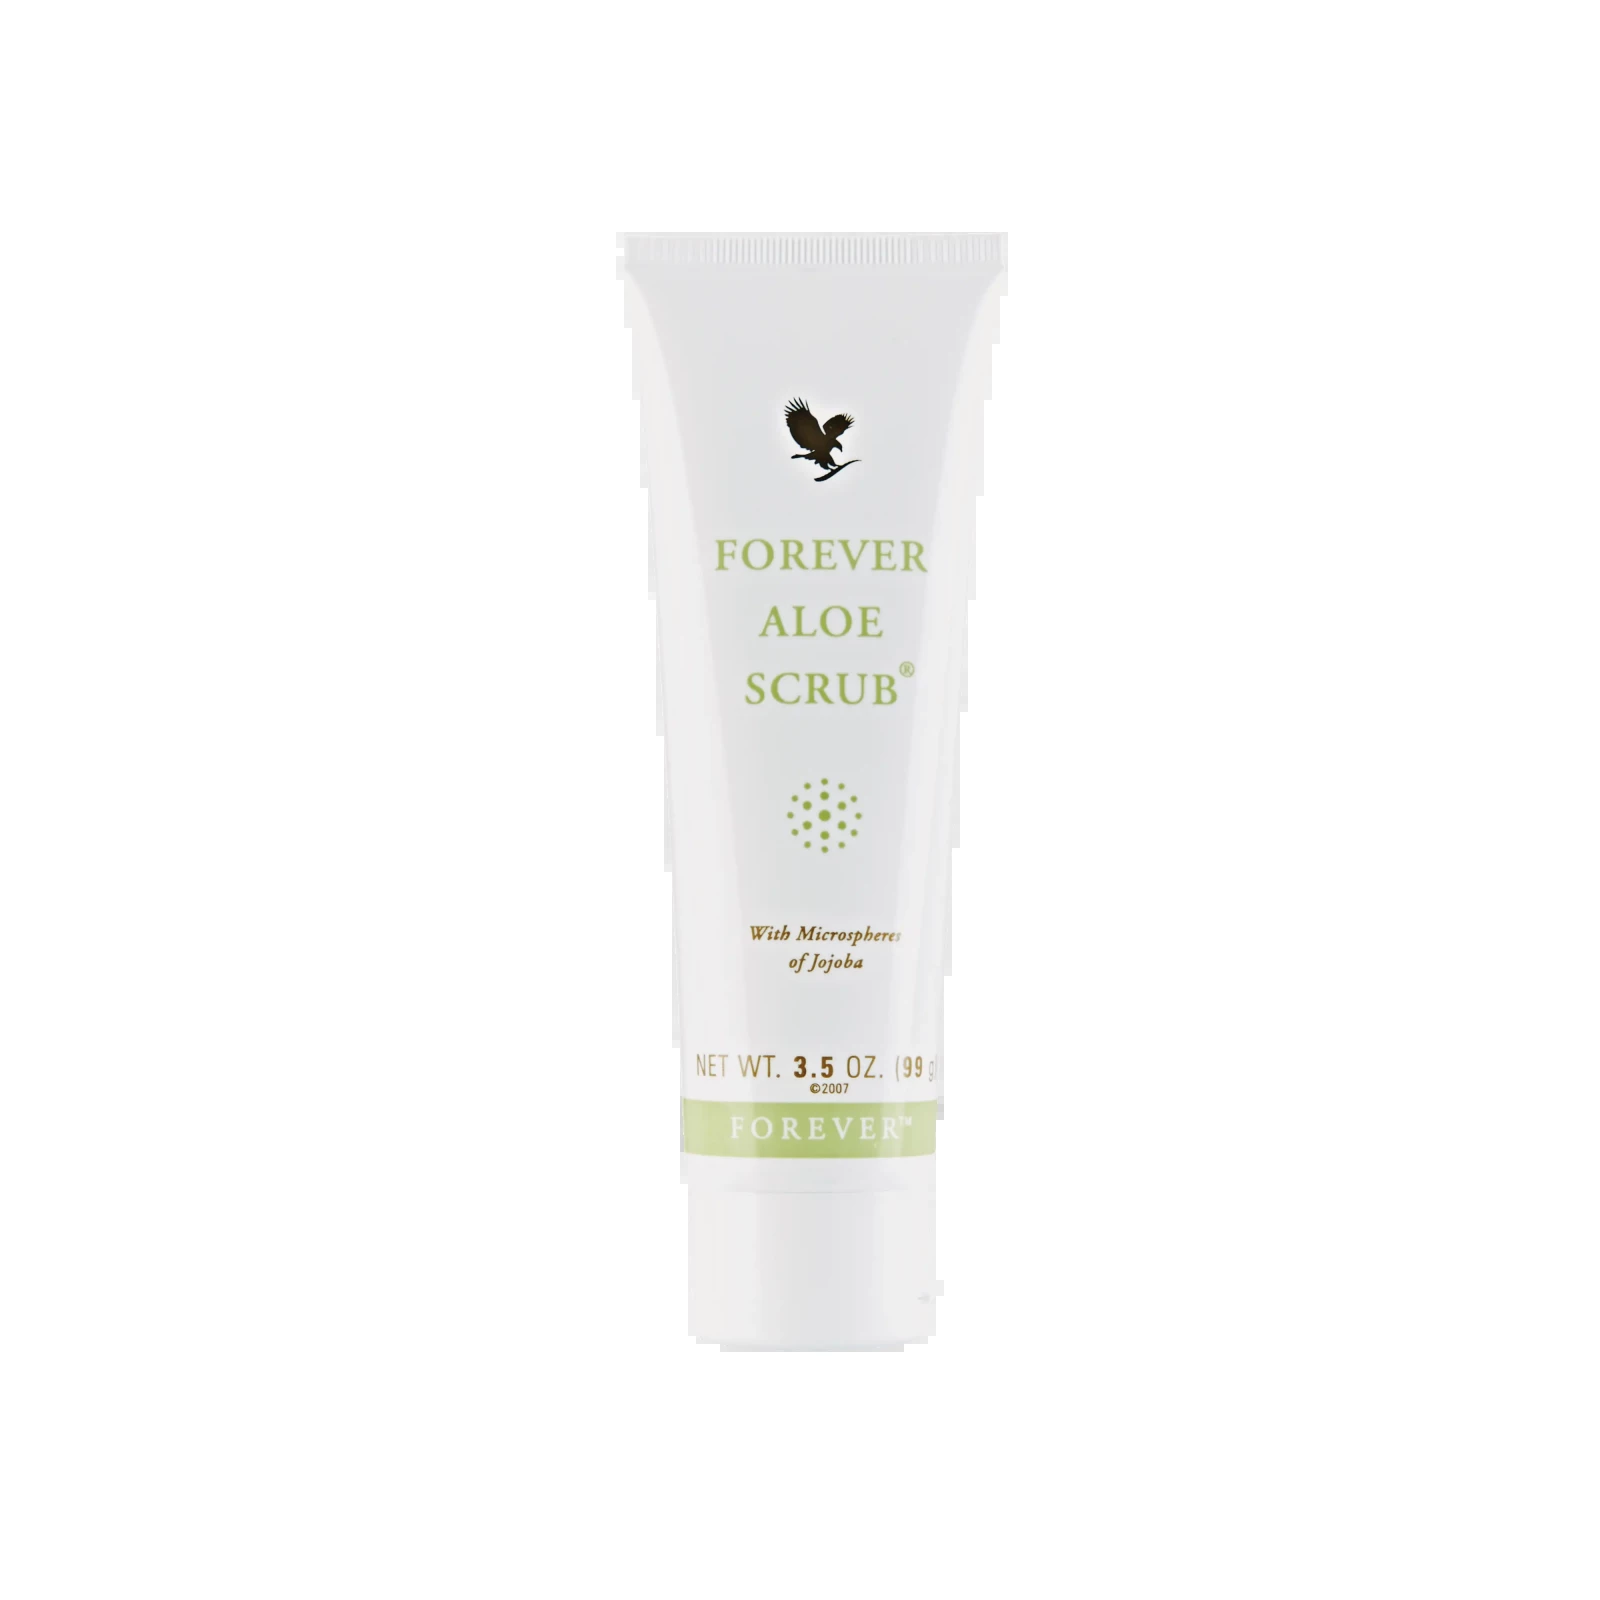 FOREVER
ALOE
SCRUB®
With Microspheres
of Jojoba
NET WT. 3.5 OZ. (99 g)
©2007
FOREVER™